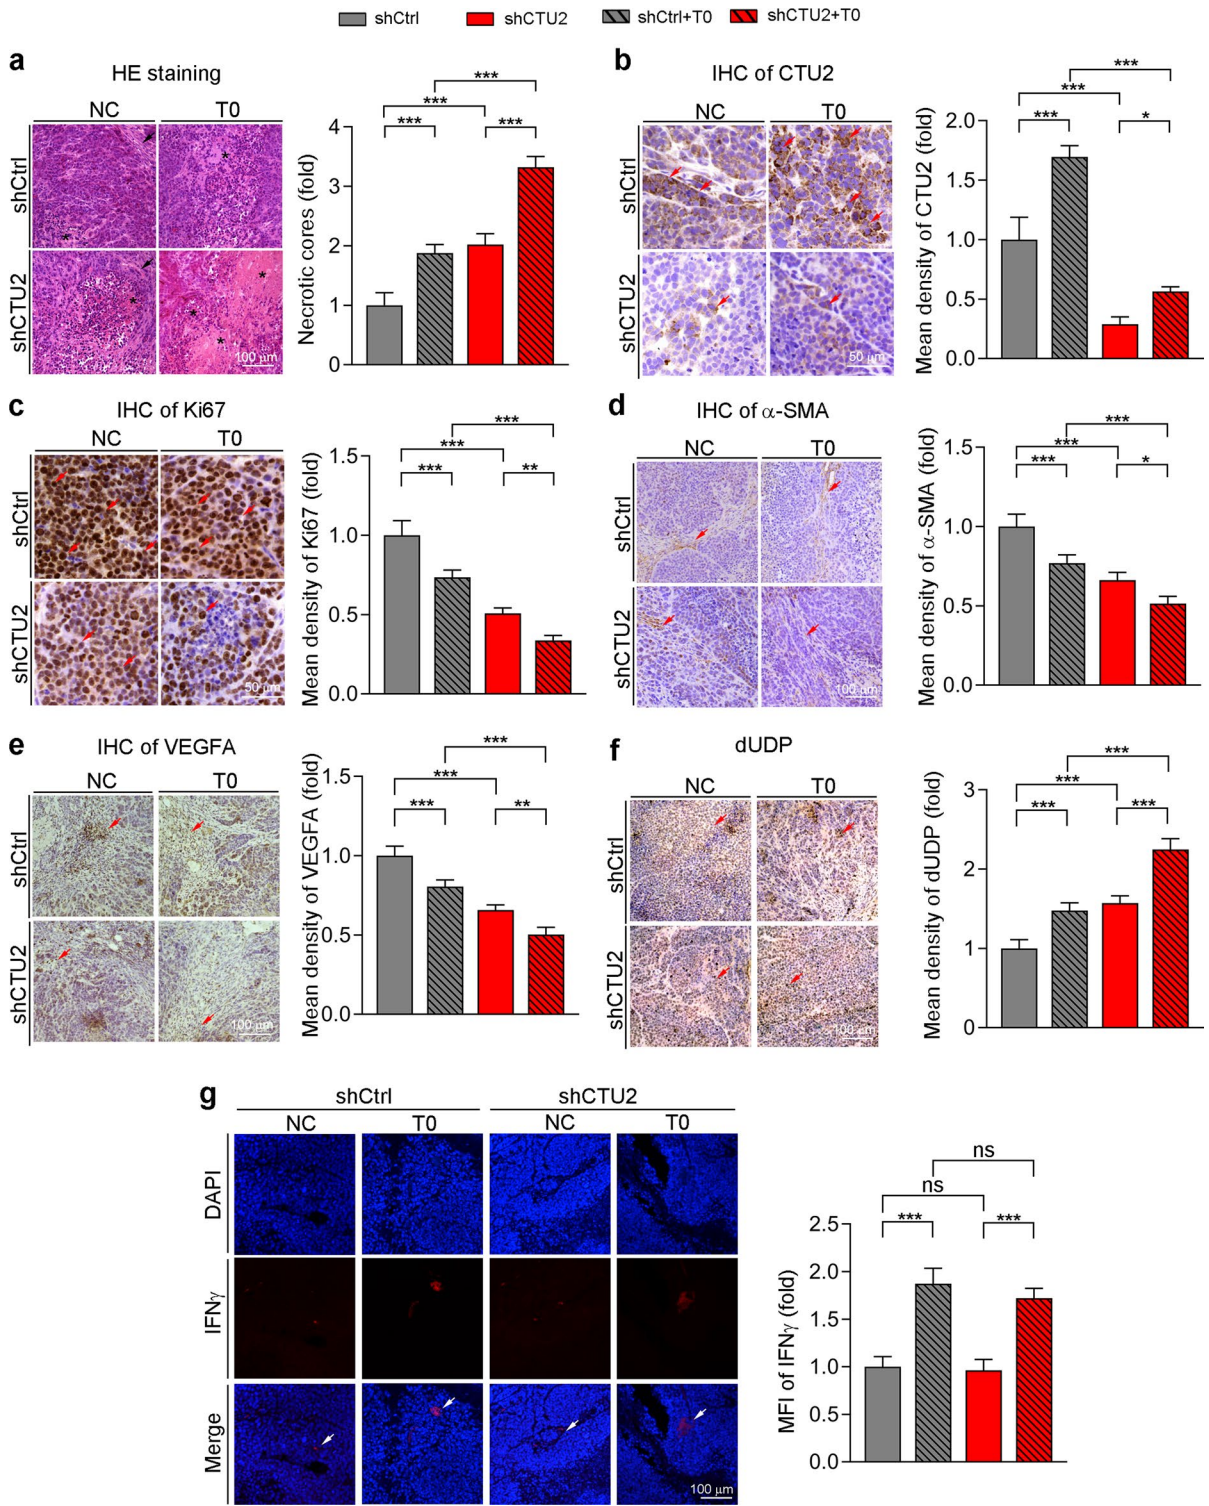 shCtrl shCTU2 shCtrl+T0 shCTU2+T0
a
HE staining
NC T0
shCtrl
shCTU2
* * * * * *
100 μm
Necrotic cores (fold)
4
3
2
1
0
*** *** *** ***
b
IHC of CTU2
NC T0
shCtrl
shCTU2
50 μm
Mean density of CTU2 (fold)
2.0
1.5
1.0
0.5
0.0
*** *** *** *
c
IHC of Ki67
NC T0
shCtrl
shCTU2
50 μm
Mean density of Ki67 (fold)
1.5
1.0
0.5
0.0
*** *** *** **
d
IHC of α-SMA
NC T0
shCtrl
shCTU2
100 μm
Mean density of α-SMA (fold)
1.5
1.0
0.5
0.0
*** *** *** *
e
IHC of VEGFA
NC T0
shCtrl
shCTU2
100 μm
Mean density of VEGFA (fold)
1.5
1.0
0.5
0.0
*** *** *** **
f
dUDP
NC T0
shCtrl
shCTU2
100 μm
Mean density of dUDP (fold)
3
2
1
0
*** *** *** ***
g
shCtrl shCTU2
NC T0 NC T0
DAPI
IFNγ
Merge
100 μm
MFI of IFNγ (fold)
2.5
2.0
1.5
1.0
0.5
0.0
ns
ns
*** ***